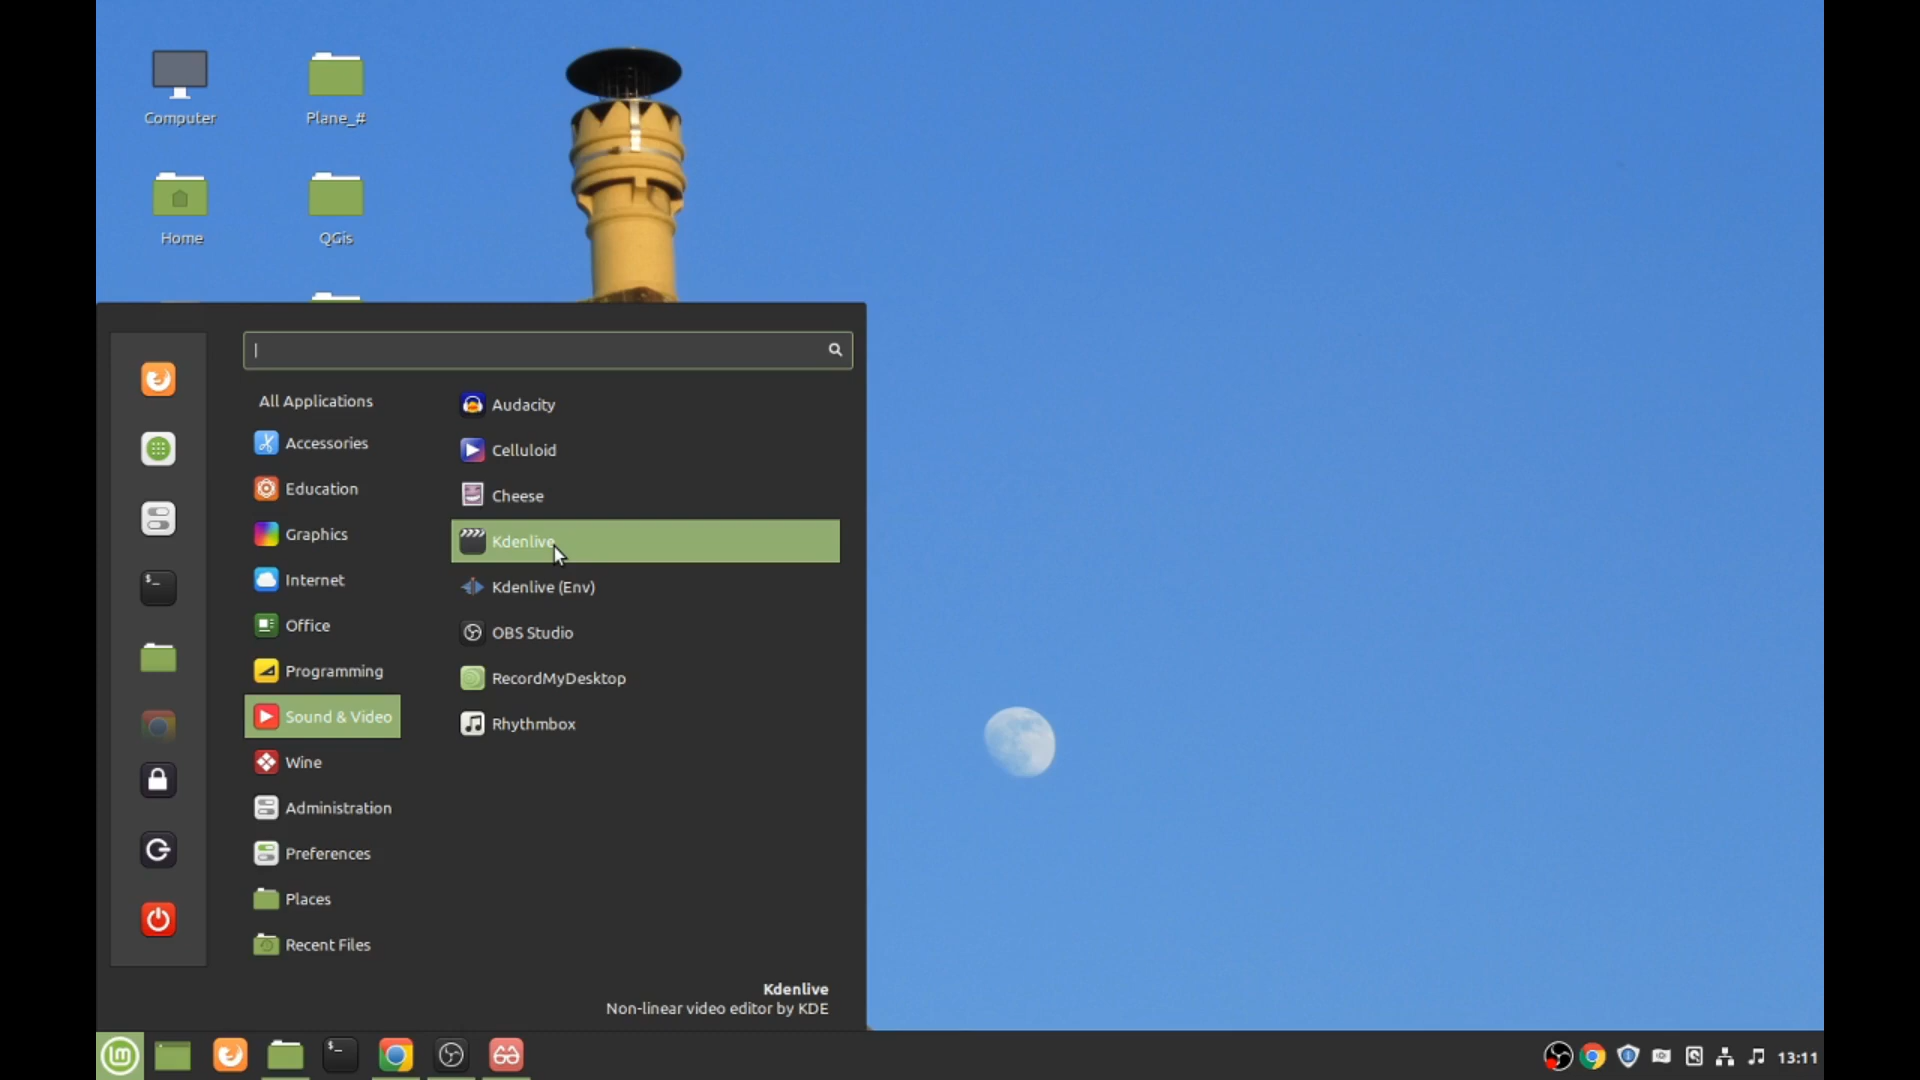 Computer
Plane_#
Home
QGis
All Applications
Accessories
Education
Graphics
Internet
Office
Programming
Sound & Video
Wine
Administration
Preferences
Places
Recent Files
Audacity
Celluloid
Cheese
Kdenlive
Kdenlive (Env)
OBS Studio
RecordMyDesktop
Rhythmbox
Kdenlive
Non-linear video editor by KDE
13:11